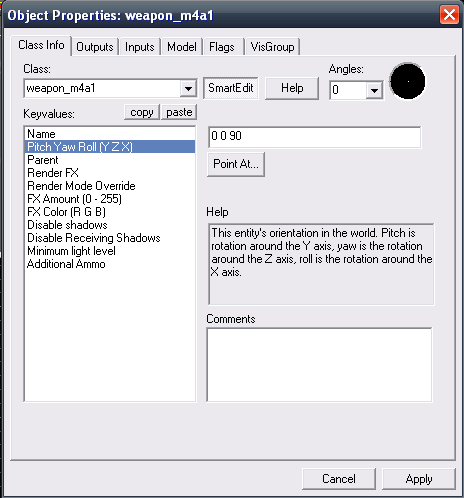 Object Properties: weapon_m4a1
Class Info Outputs Inputs Model Flags VisGroup
Class:
weapon_m4a1
SmartEdit
Help
Angles:
0
Keyvalues:
copy paste
Name
Pitch Yaw Roll (Y Z X)
Parent
Render FX
Render Mode Override
FX Amount (0 - 255)
FX Color (R G B)
Disable shadows
Disable Receiving Shadows
Minimum light level
Additional Ammo
0 0 90
Point At...
Help
This entity's orientation in the world. Pitch is
rotation around the Y axis, yaw is the rotation
around the Z axis, roll is the rotation around the
X axis.
Comments
Cancel Apply